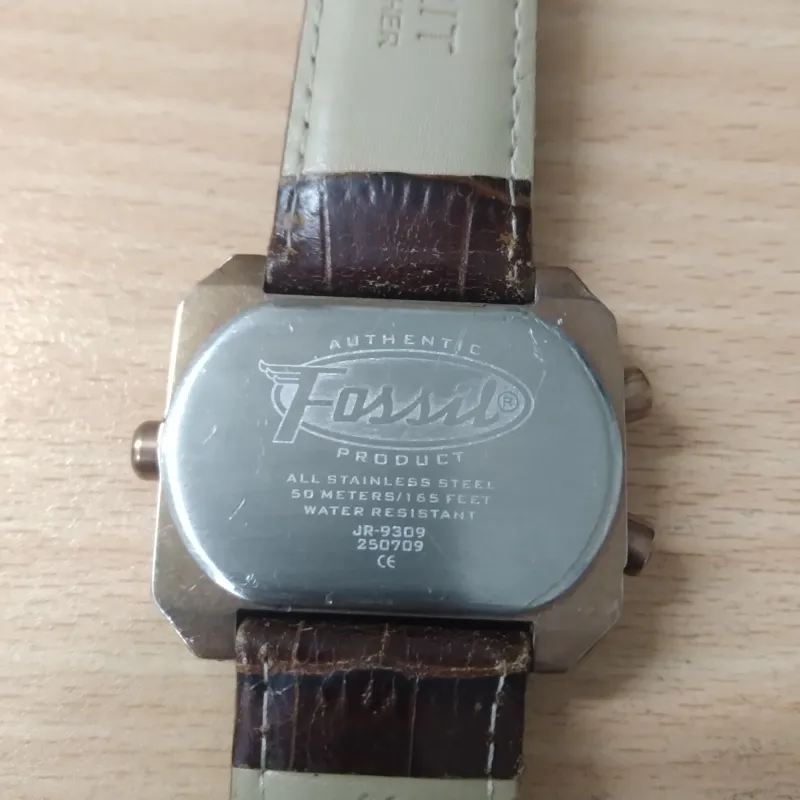 AUTHENTIC
Fossil®
PRODUCT
ALL STAINLESS STEEL
50 METERS/165 FEET
WATER RESISTANT
JR-9309
250709
CE